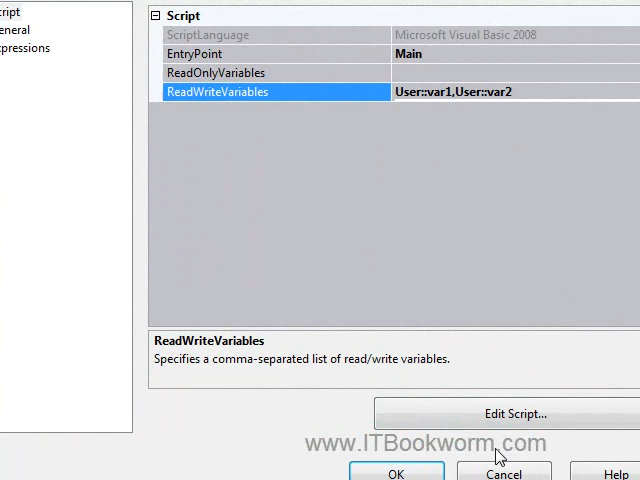 cript
eneral
xpressions
Script
ScriptLanguage Microsoft Visual Basic 2008
EntryPoint Main
ReadOnlyVariables
ReadWriteVariables User::var1,User::var2
ReadWriteVariables
Specifies a comma-separated list of read/write variables.
Edit Script...
www.ITBookworm.com
OK Cancel Help